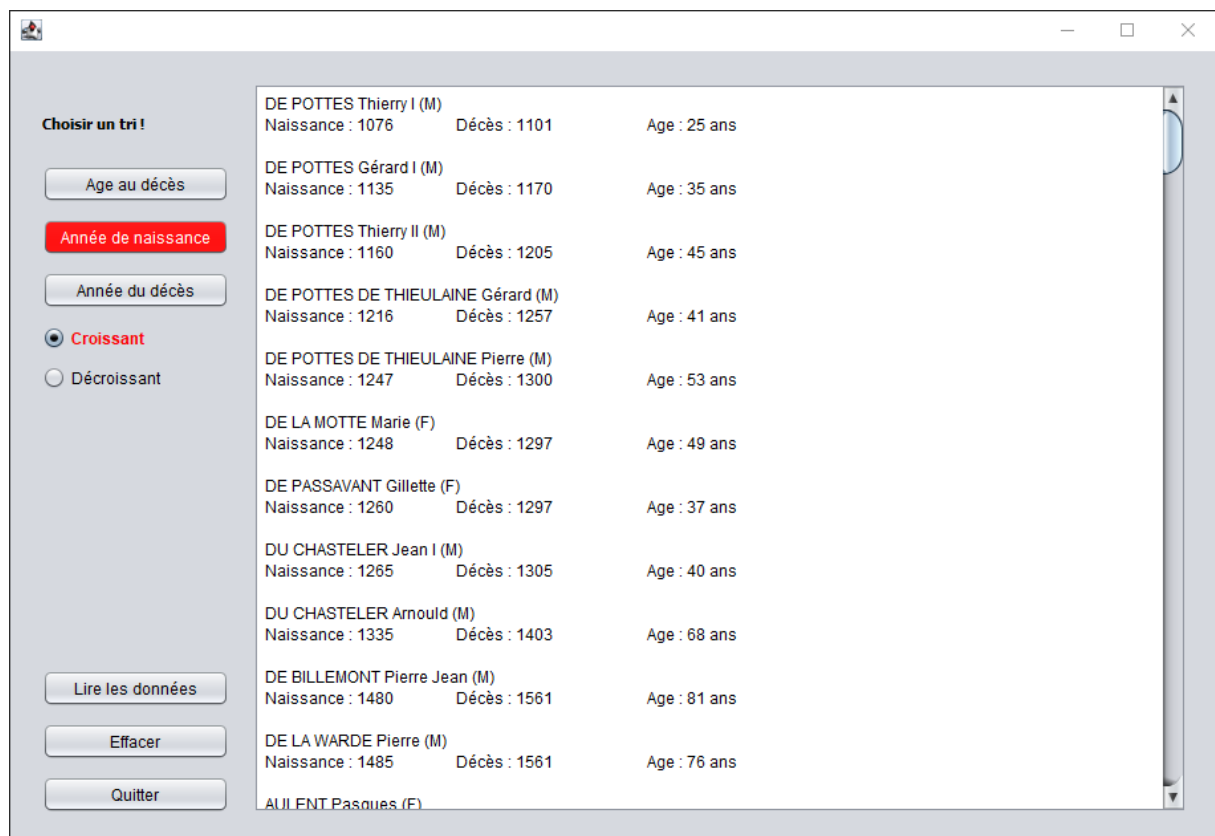 Choisir un tri !
Age au décès
Année de naissance
Année du décès
Croissant
Décroissant
Lire les données
Effacer
Quitter
DE POTTES Thierry I (M)
Naissance : 1076 Décès : 1101 Age : 25 ans
DE POTTES Gérard I (M)
Naissance : 1135 Décès : 1170 Age : 35 ans
DE POTTES Thierry II (M)
Naissance : 1160 Décès : 1205 Age : 45 ans
DE POTTES DE THIEULAINE Gérard (M)
Naissance : 1216 Décès : 1257 Age : 41 ans
DE POTTES DE THIEULAINE Pierre (M)
Naissance : 1247 Décès : 1300 Age : 53 ans
DE LA MOTTE Marie (F)
Naissance : 1248 Décès : 1297 Age : 49 ans
DE PASSAVANT Gillette (F)
Naissance : 1260 Décès : 1297 Age : 37 ans
DU CHASTELER Jean I (M)
Naissance : 1265 Décès : 1305 Age : 40 ans
DU CHASTELER Arnould (M)
Naissance : 1335 Décès : 1403 Age : 68 ans
DE BILLEMONT Pierre Jean (M)
Naissance : 1480 Décès : 1561 Age : 81 ans
DE LA WARDE Pierre (M)
Naissance : 1485 Décès : 1561 Age : 76 ans
AULENT Pasques (F)